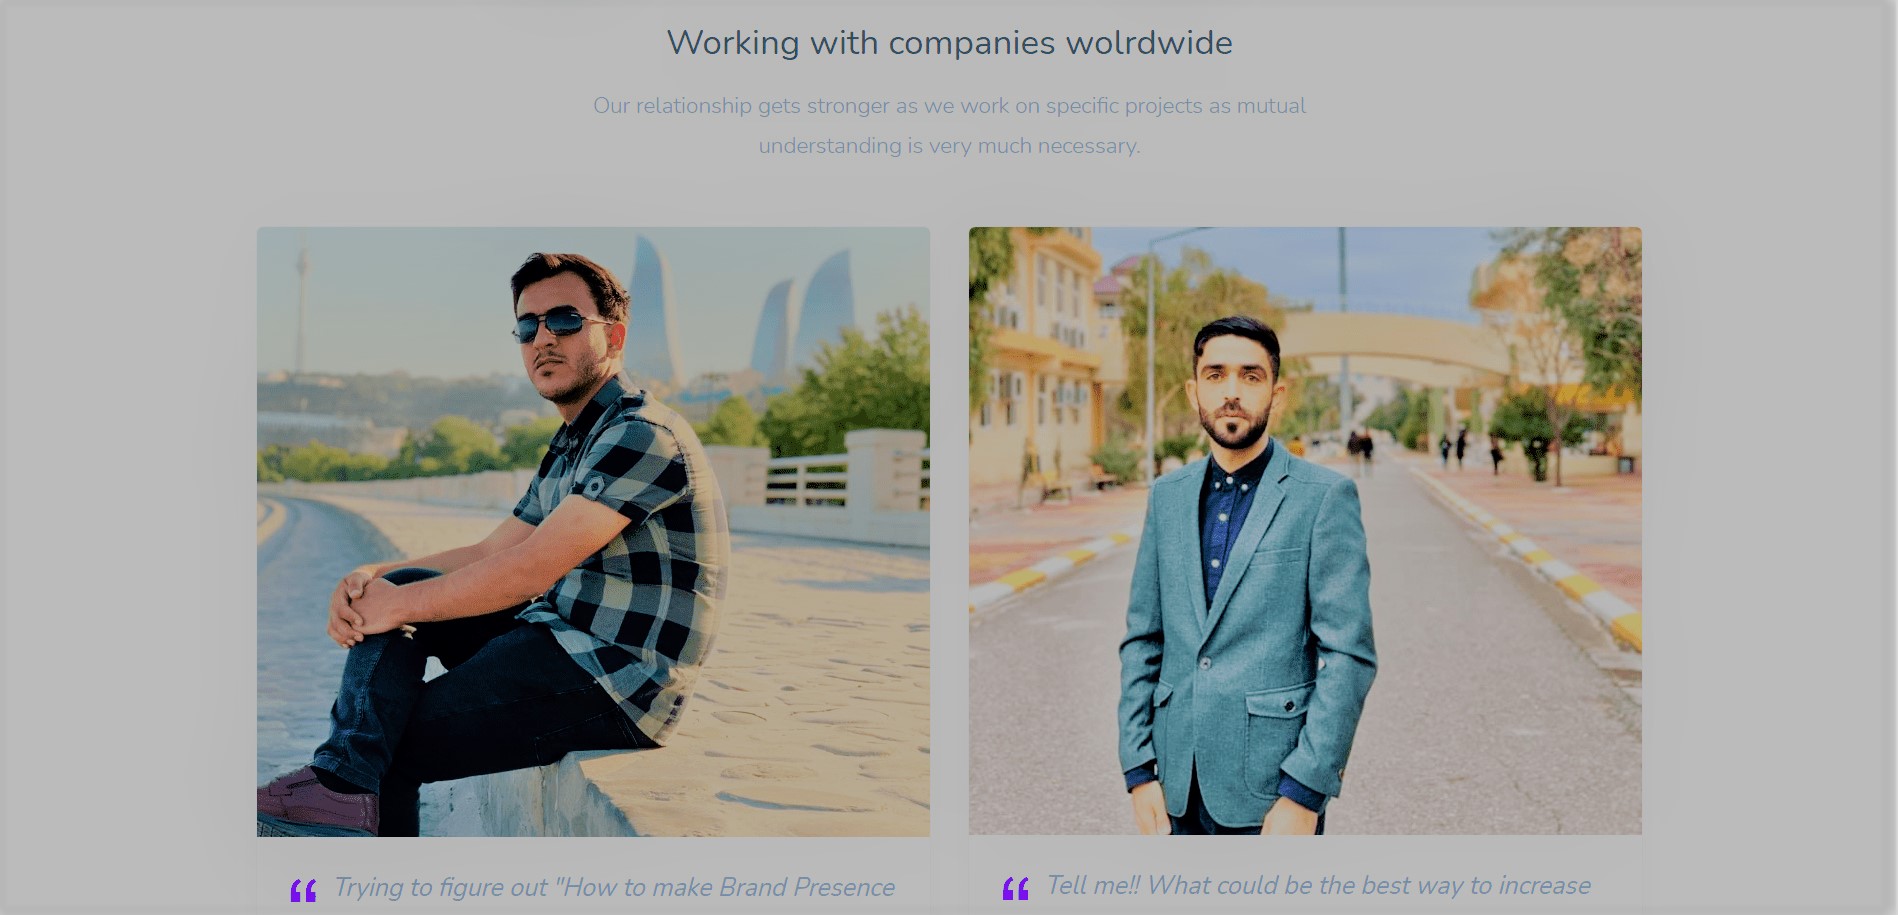 Working with companies wolrdwide
Our relationship gets stronger as we work on specific projects as mutual
understanding is very much necessary.
Trying to figure out "How to make Brand Presence
Tell me!! What could be the best way to increase